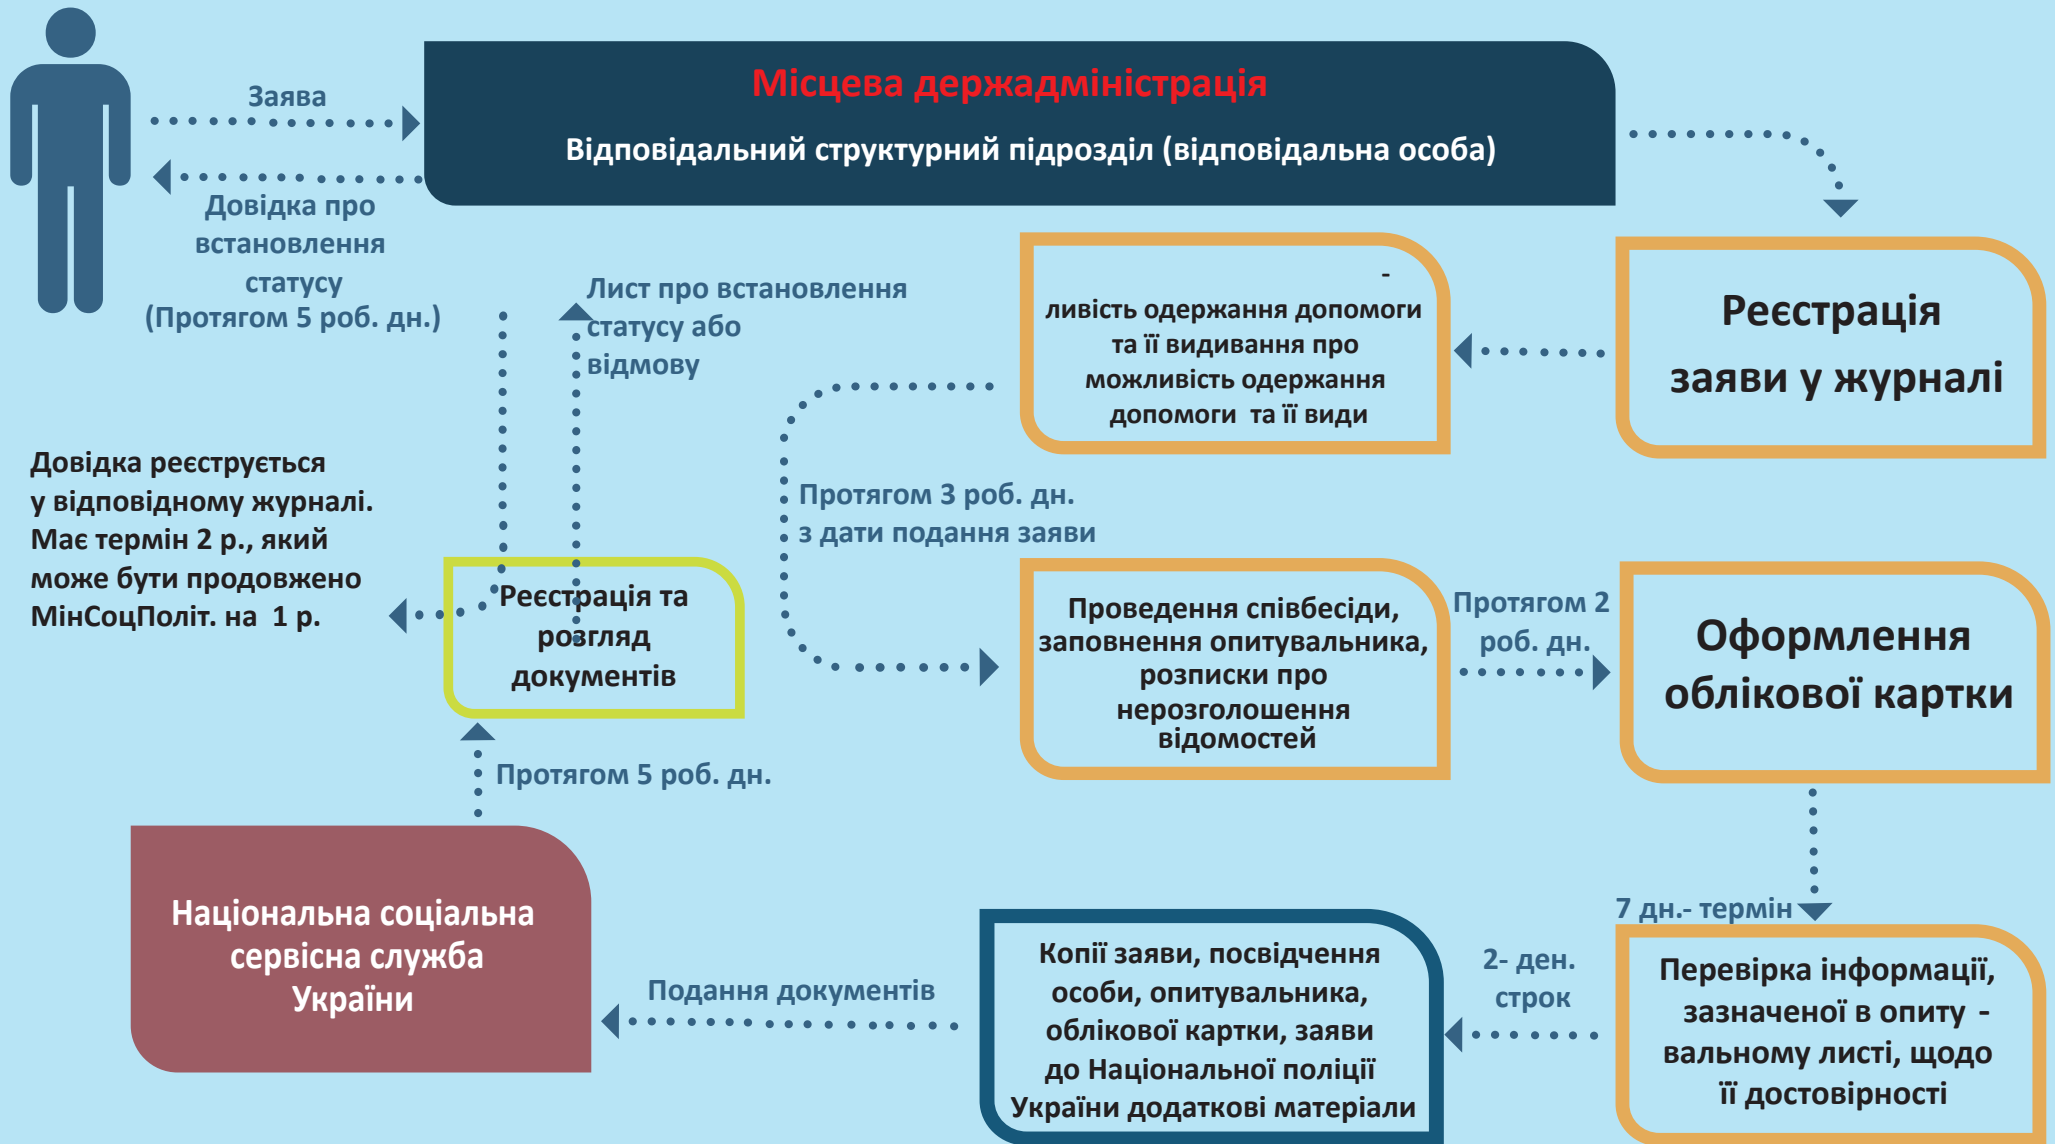 Заява
Місцева держадміністрація
Відповідальний структурний підрозділ (відповідальна особа)
Довідка про
встановлення
статусу
(Протягом 5 роб. дн.)
Лист про встановлення
статусу або
відмову
-
ливість одержання допомоги
та її видивання про
можливість одержання
допомоги та її види
Реєстрація
заяви у журналі
Довідка реєструється
у відповідному журналі.
Має термін 2 р., який
може бути продовжено
МінСоцПоліт. на 1 р.
Реєстрація та
розгляд
документів
Протягом 3 роб. дн.
з дати подання заяви
Проведення співбесіди,
заповнення опитувальника,
розписки про
нерозголошення
відомостей
Протягом 2
роб. дн.
Оформлення
облікової картки
Протягом 5 роб. дн.
Національна соціальна
сервісна служба
України
Подання документів
Копії заяви, посвідчення
особи, опитувальника,
облікової картки, заяви
до Національної поліції
України додаткові матеріали
2- ден.
строк
7 дн.- термін
Перевірка інформації,
зазначеної в опиту -
вальному листі, щодо
її достовірності